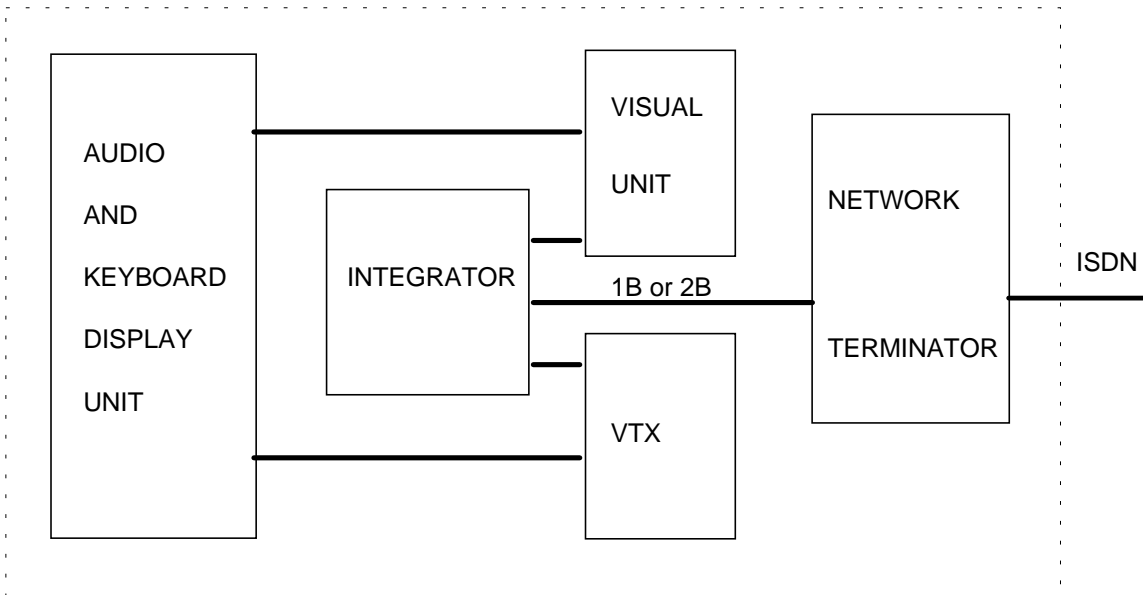 AUDIO
AND
KEYBOARD
DISPLAY
UNIT
INTEGRATOR
VISUAL
UNIT
1B or 2B
VTX
NETWORK
TERMINATOR
ISDN